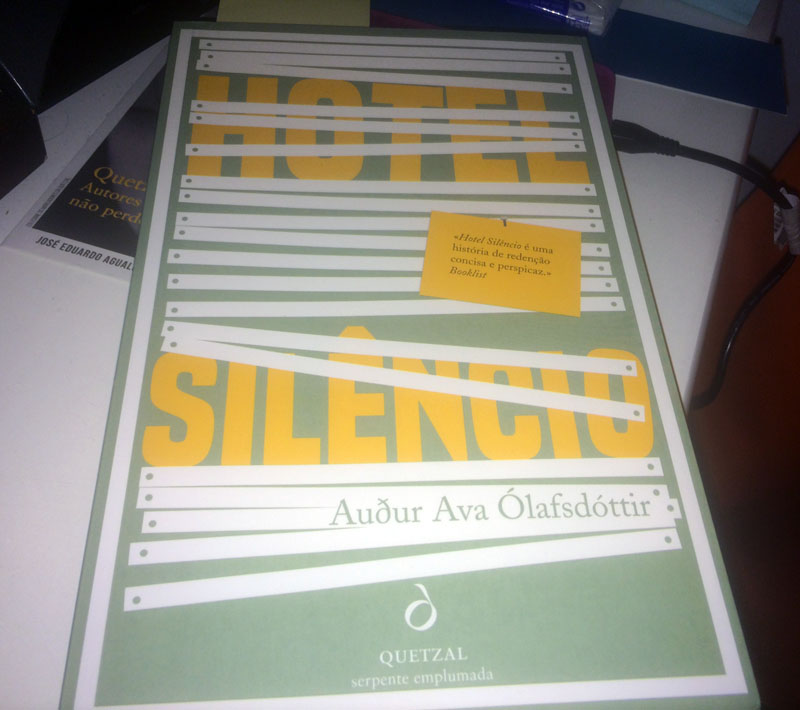 HOTEL
«Hotel Silêncio é uma
história de redenção
concisa e perspicaz.»
Booklist
SILÊNCIO
Auður Ava Ólafsdóttir
QUETZAL
serpente emplumada
Autores
não
JOSÉ EDUARDO